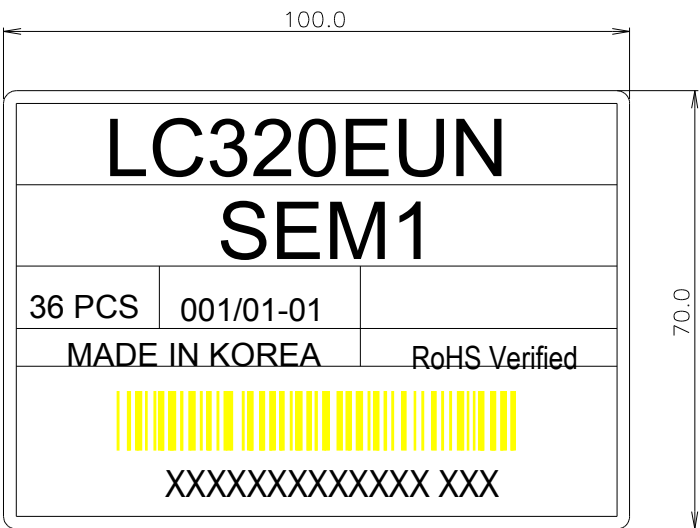 100.0
LC320EUN
SEM1
36 PCS 001/01-01
70.0
MADE IN KOREA RoHS Verified
XXXXXXXXXXXXX XXX